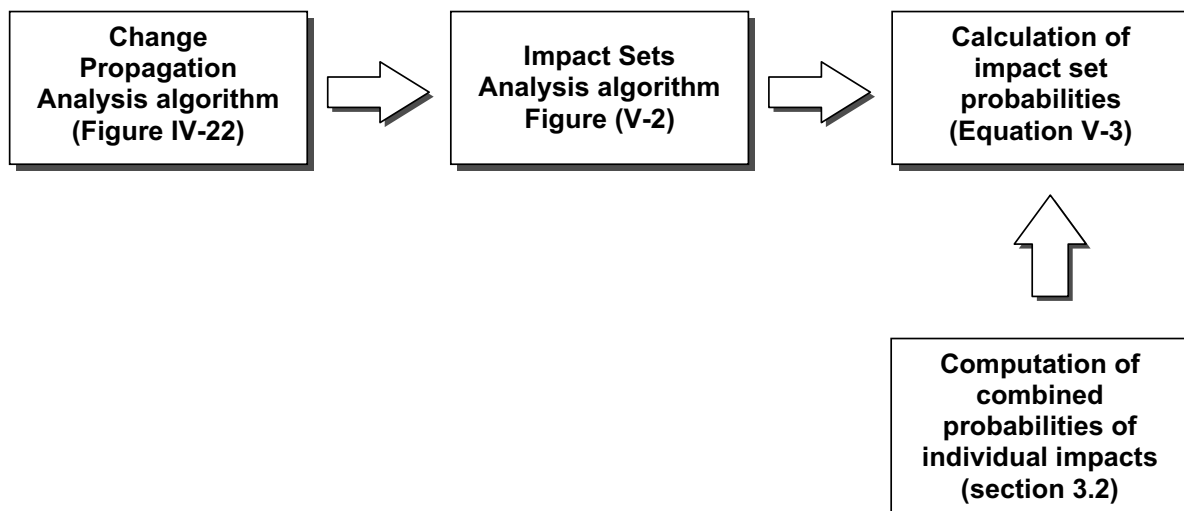 Change
Propagation
Analysis algorithm
(Figure IV-22)
Impact Sets
Analysis algorithm
Figure (V-2)
Calculation of
impact set
probabilities
(Equation V-3)
Computation of
combined
probabilities of
individual impacts
(section 3.2)